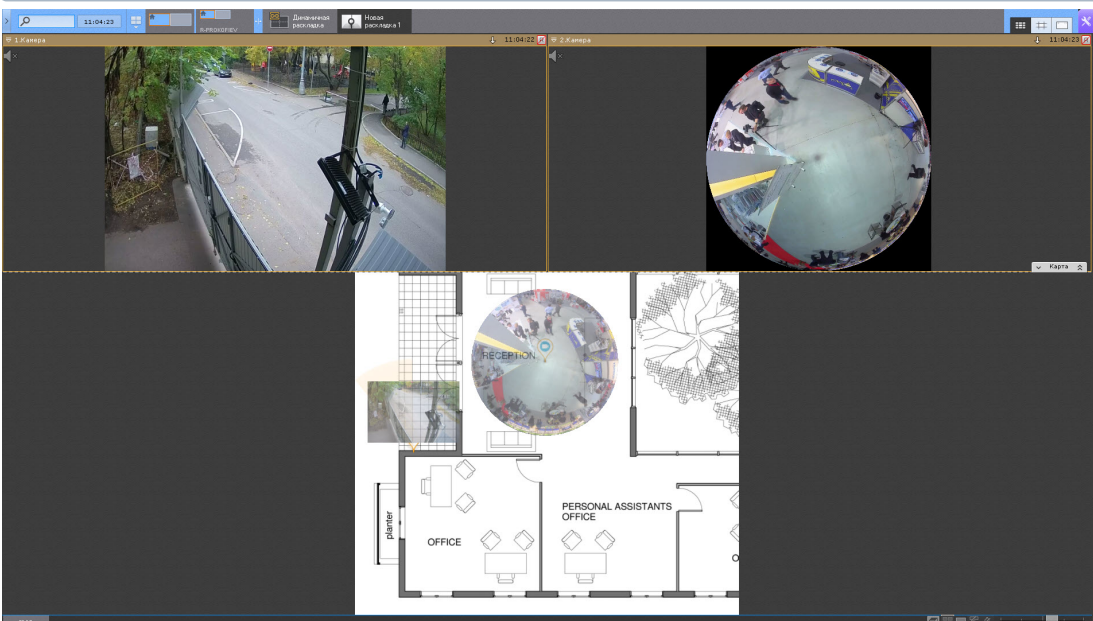 11:04:23
R-PROKOFIEV
Динамичная
раскладка
Новая
раскладка 1
1.Камера
11:04:22
2.Камера
11:04:23
Карта
RECEPTION
PERSONAL ASSISTANTS
OFFICE
planter
OFFICE
O